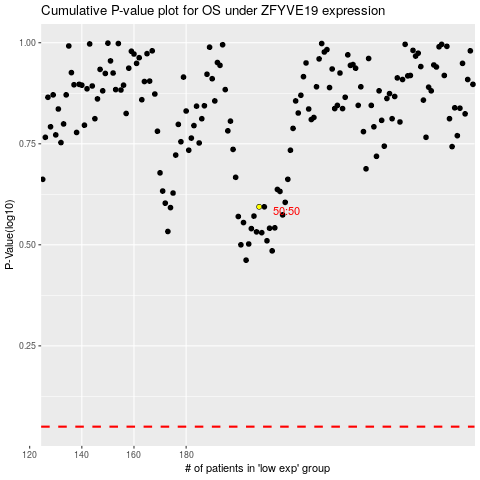 Cumulative P-value plot for OS under ZFYVE19 expression
1.00
0.75
0.50
0.25
P-Value(log10)
50:50
120 140 160 180
# of patients in 'low exp' group